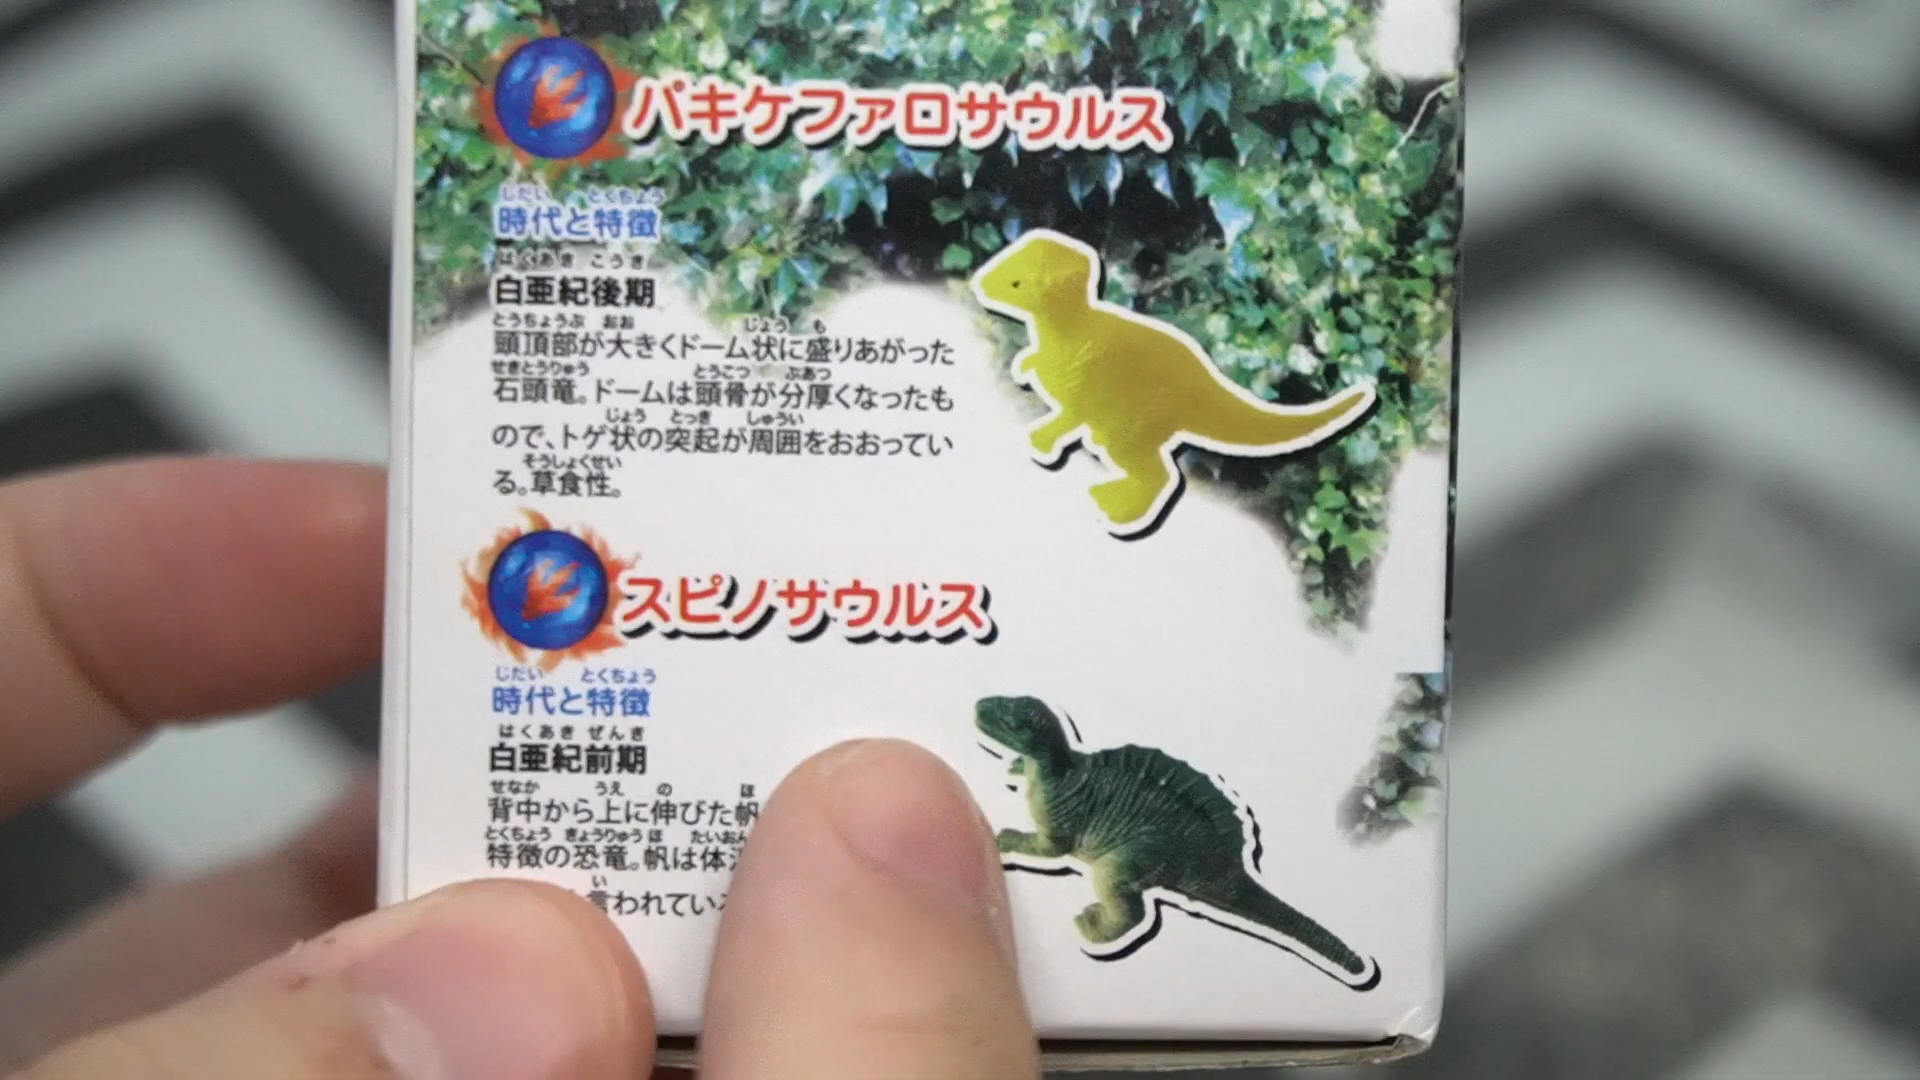 パキケファロサウルス
じだい とくちょう
時代と特徴
はくあき こうき
白亜紀後期
とうちょうぶ おお じょう も
頭頂部が大きくドーム状に盛りあがった
せきとうりゅう とうこつ ぶあつ
石頭竜。ドームは頭骨が分厚くなったも
じょう とっき しゅうい
ので、トゲ状の突起が周囲をおおってい
そうしょくせい
る。草食性。
スピノサウルス
じだい とくちょう
時代と特徴
はくあき ぜんき
白亜紀前期
せなか うえ の ほ
背中から上に伸びた帆
とくちょう きょうりゅう ほ たいおん
特徴の恐竜。帆は体
い
言われてい